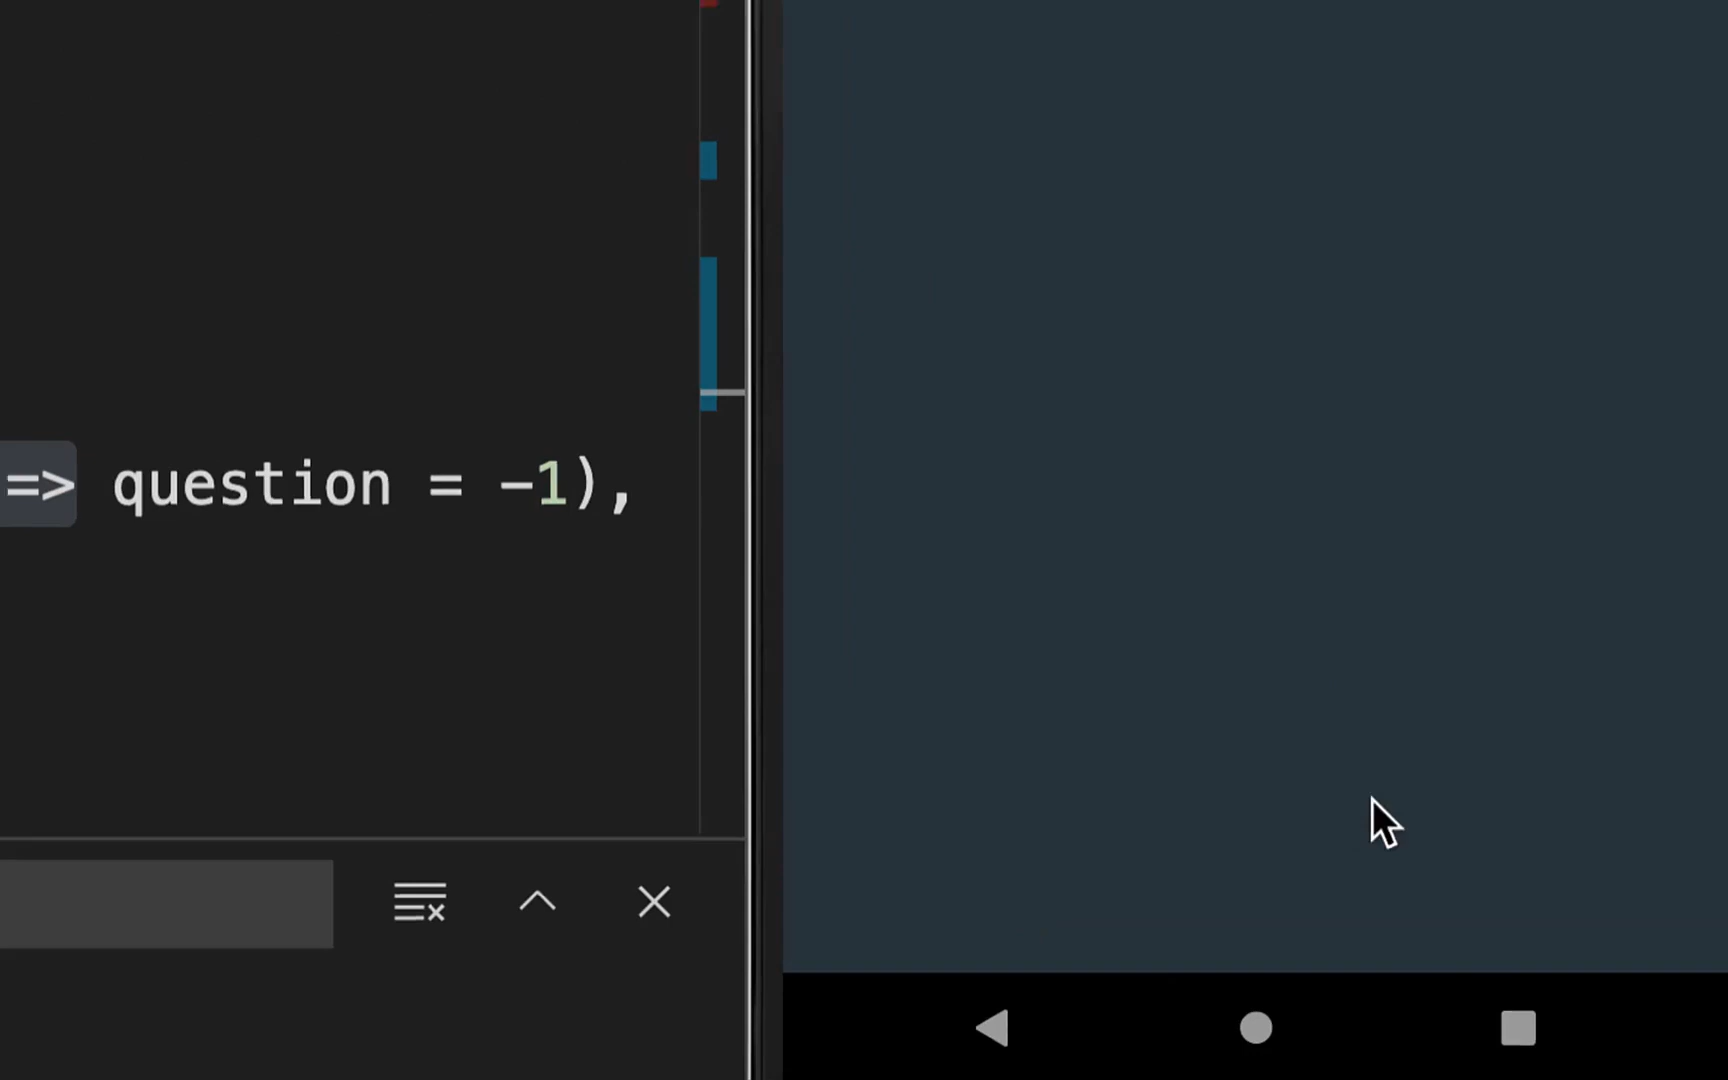 => question = -1),